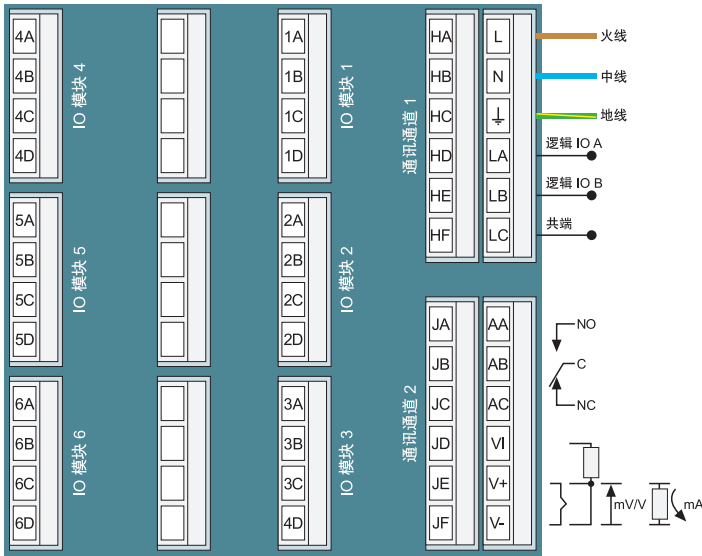 4A
4B
4C
4D
IO 模块 4
1A
1B
1C
1D
IO 模块 1
HA
HB
HC
HD
HE
HF
通讯通道 1
L
N
LA
LB
LC
火线
中线
地线
逻辑 IO A
逻辑 IO B
共端
5A
5B
5C
5D
IO 模块 5
2A
2B
2C
2D
IO 模块 2
6A
6B
6C
6D
IO 模块 6
3A
3B
3C
4D
IO 模块 3
JA
JB
JC
JD
JE
JF
通讯通道 2
AA
AB
AC
VI
V+
V-
NO
C
NC
mV/V
mA